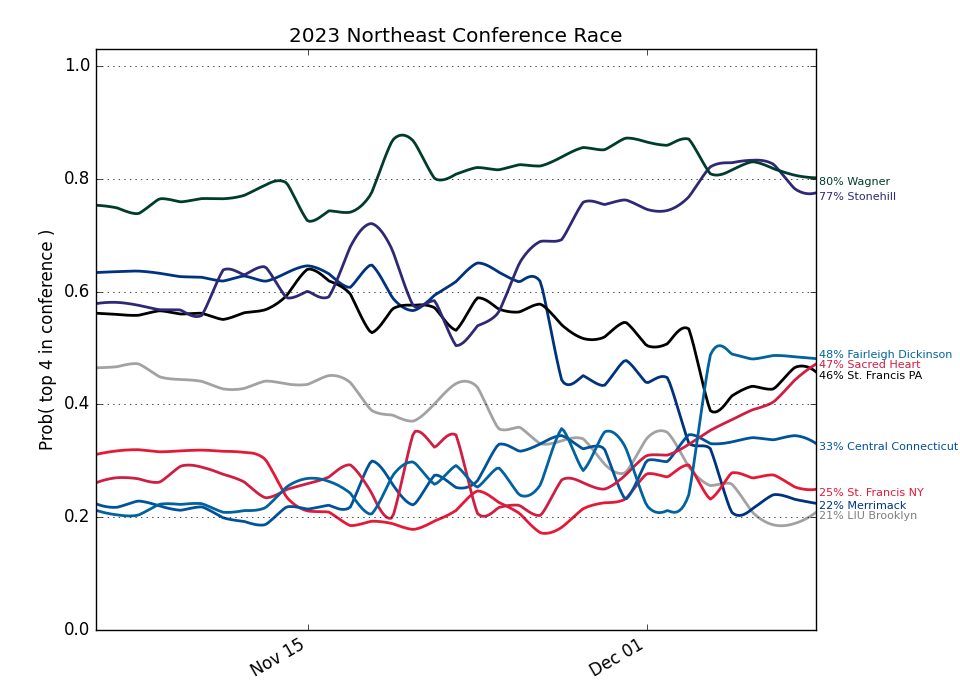 2023 Northeast Conference Race
Prob( top 4 in conference )
1.0
0.8
0.6
0.4
0.2
0.0
Nov 15
Dec 01
80% Wagner
77% Stonehill
48% Fairleigh Dickinson
47% Sacred Heart
46% St. Francis PA
33% Central Connecticut
25% St. Francis NY
22% Merrimack
21% LIU Brooklyn